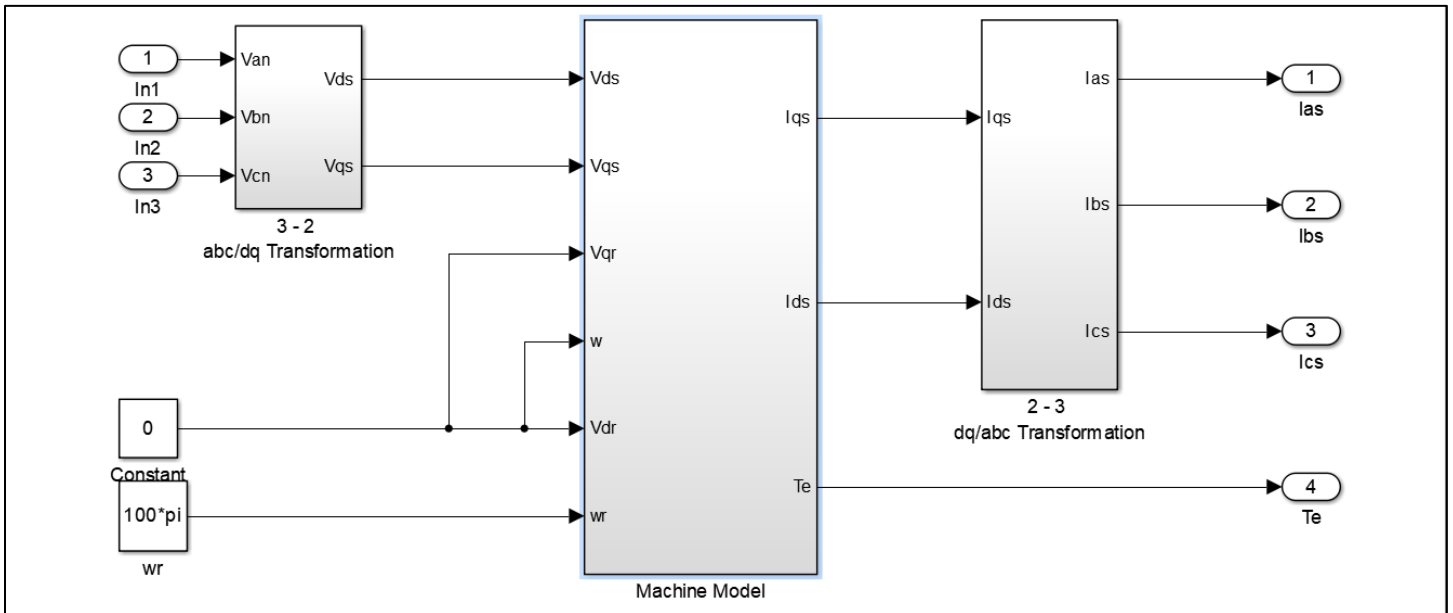 1
In1
2
In2
3
In3
Van
Vbn
Vcn
Vds
Vqs
3 - 2
abc/dq Transformation
0
Constant
100*pi
wr
Vds
Vqs
Vqr
w
Vdr
wr
Iqs
Ids
Te
Machine Model
Iqs
Ids
Ias
Ibs
Ics
2 - 3
dq/abc Transformation
1
Ias
2
Ibs
3
Ics
4
Te